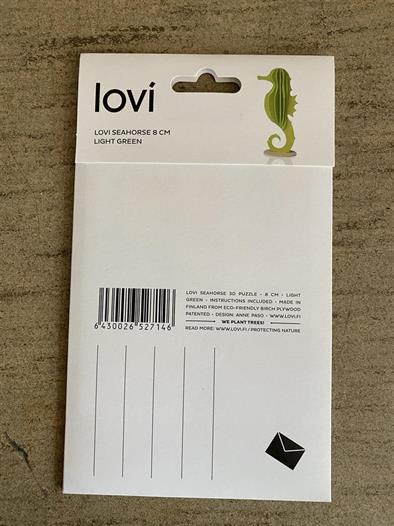 lovi
LOVI SEAHORSE 8 CM
LIGHT GREEN
LOVI SEAHORSE 3D PUZZLE • 8 CM • LIGHT
GREEN • INSTRUCTIONS INCLUDED • MADE IN
FINLAND FROM ECO-FRIENDLY BIRCH PLYWOOD
PATENTED • DESIGN: ANNE PASO • WWW.LOVI.FI
WE PLANT TREES!
READ MORE: WWW.LOVI.FI/PROTECTING NATURE
6 430026 527146